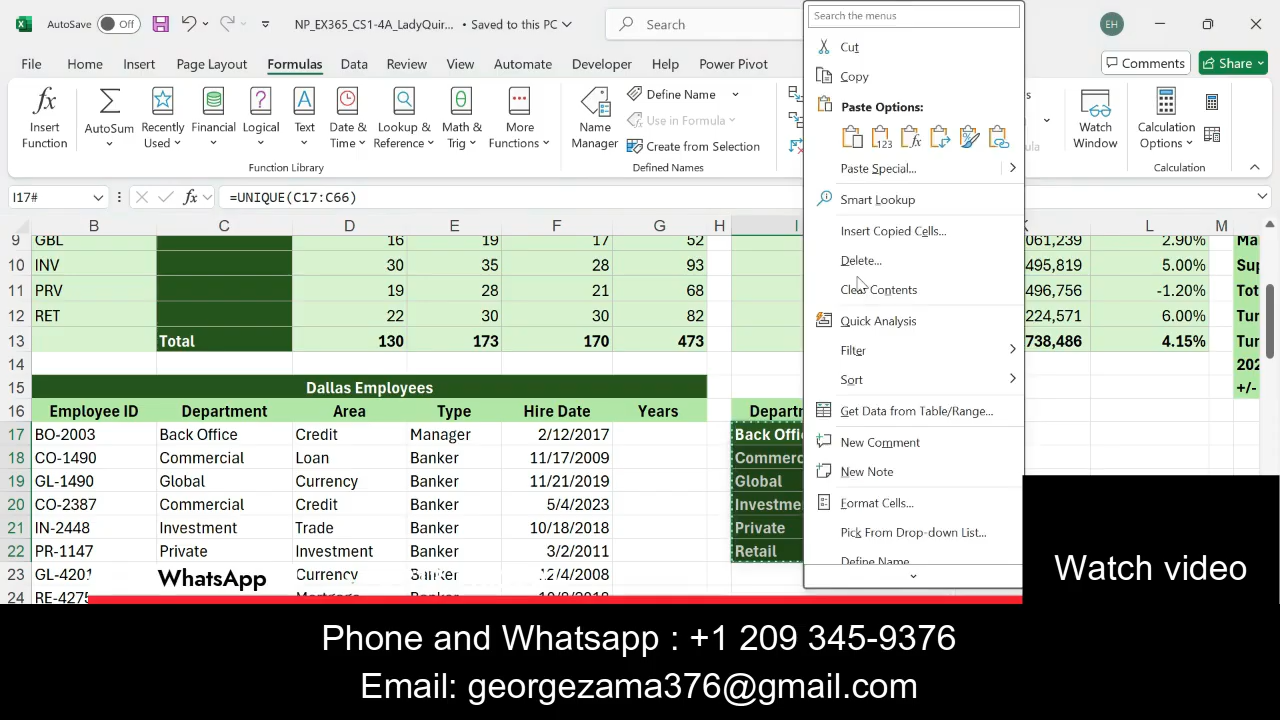 AutoSave Off NP_EX365_CS1-4A_LadyQuir... • Saved to this PC Search EH
File Home Insert Page Layout Formulas Data Review View Automate Developer Help Power Pivot Comments Share
Insert Function AutoSum Recently Used Financial Logical Text Date & Time Lookup & Reference Math & Trig More Functions
Function Library
Name Manager Define Name Use in Formula Create from Selection
Defined Names
Watch Window Calculation Options
Calculation
I17# fx =UNIQUE(C17:C66)
B C D E F G H I K L M
9 GBL 16 19 17 52 061,239 2.90% Ma
10 INV 30 35 28 93 495,819 5.00% Sup
11 PRV 19 28 21 68 496,756 -1.20% Tot
12 RET 22 30 30 82 224,571 6.00% Tur
13 Total 130 173 170 473 738,486 4.15% Tur
14 202
15 Dallas Employees +/-
16 Employee ID Department Area Type Hire Date Years Departm
17 BO-2003 Back Office Credit Manager 2/12/2017 Back Offic
18 CO-1490 Commercial Loan Banker 11/17/2009 Commerc
19 GL-1490 Global Currency Banker 11/21/2019 Global
20 CO-2387 Commercial Credit Banker 5/4/2023 Commerc
21 IN-2448 Investment Trade Banker 10/18/2018 Investme
22 PR-1147 Private Investment Banker 3/2/2011 Private
23 GL-4201 Currency Banker 12/4/2008 Retail
24 RE-4275
Search the menus
Cut
Copy
Paste Options:
Paste Special...
Smart Lookup
Insert Copied Cells...
Delete...
Clear Contents
Quick Analysis
Filter
Sort
Get Data from Table/Range...
New Comment
New Note
Format Cells...
Pick From Drop-down List...
Define Name
WhatsApp
Watch video
Phone and Whatsapp : +1 209 345-9376
Email: georgezama376@gmail.com